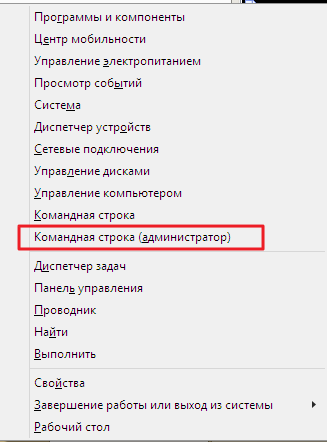 Программы и компоненты
Центр мобильности
Управление электропитанием
Просмотр событий
Система
Диспетчер устройств
Сетевые подключения
Управление дисками
Управление компьютером
Командная строка
Командная строка (администратор)
Диспетчер задач
Панель управления
Проводник
Найти
Выполнить
Свойства
Завершение работы или выход из системы
Рабочий стол